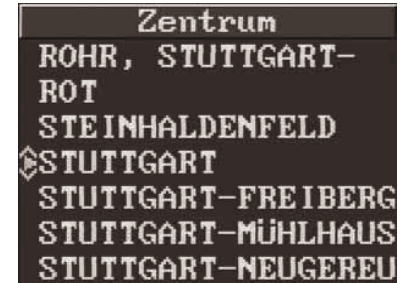 Zentrum
ROHR, STUTTGART-
ROT
STEINHALDENFELD
STUTTGART
STUTTGART-FREIBERG
STUTTGART-MÜHLHAUS
STUTTGART-NEUGEREU